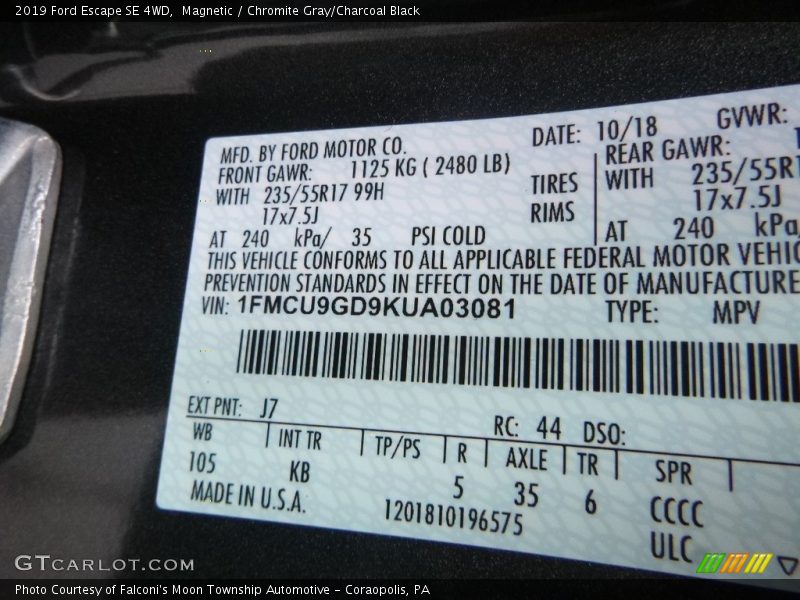 2019 Ford Escape SE 4WD,  Magnetic / Chromite Gray/Charcoal Black
MFD. BY FORD MOTOR CO. DATE: 10/18 GVWR:
FRONT GAWR: 1125 KG ( 2480 LB) REAR GAWR:
WITH 235/55R17 99H TIRES WITH 235/55R1
17x7.5J RIMS 17x7.5J
AT 240 kPa/ 35 PSI COLD AT 240 kPa/
THIS VEHICLE CONFORMS TO ALL APPLICABLE FEDERAL MOTOR VEHIC
PREVENTION STANDARDS IN EFFECT ON THE DATE OF MANUFACTURE
VIN: 1FMCU9GD9KUA03081 TYPE: MPV
EXT PNT: J7 RC: 44 DSO:
WB INT TR TP/PS R AXLE TR SPR
105 KB 5 35 6 CCCC
MADE IN U.S.A. 1201810196575 ULC
GTCARLOT.COM
Photo Courtesy of Falconi's Moon Township Automotive – Coraopolis, PA